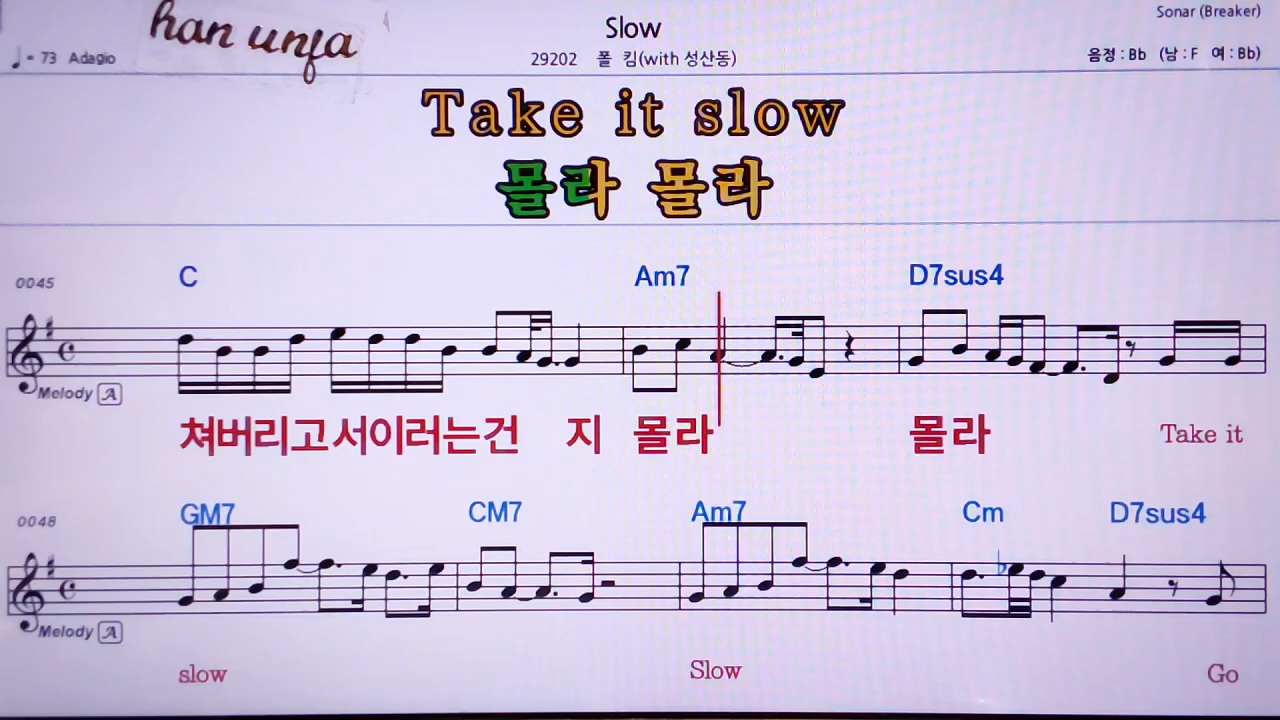 han unfa
Slow
Sonar (Breaker)
♩= 73 Adagio
29202 폴 킴(with 성산동)
음정 : Bb (남 : F 여 : Bb)
Take it slow
몰라 몰라
0045
C Am7 D7sus4
Melody A
쳐버리고서이러는건 지 몰라 몰라 Take it
0048
GM7 CM7 Am7 Cm D7sus4
Melody A
slow Slow Go